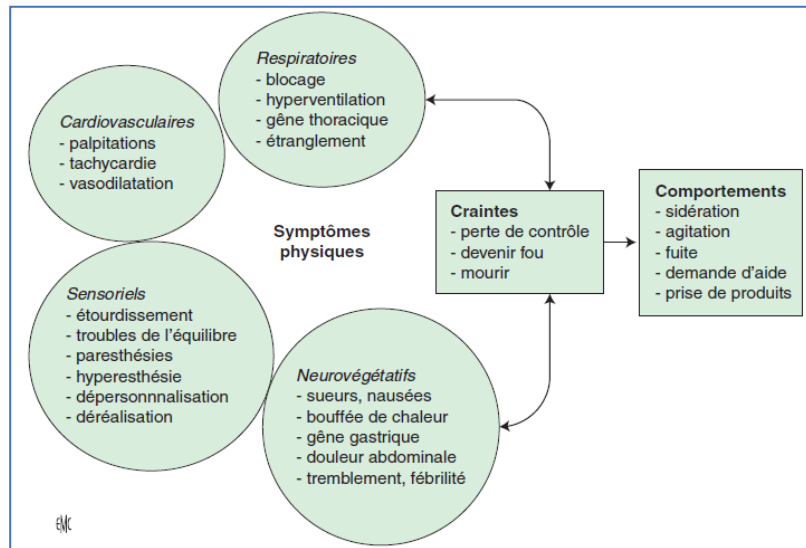 Respiratoires
- blocage
- hyperventilation
- gêne thoracique
- étranglement
Cardiovasculaires
- palpitations
- tachycardie
- vasodilatation
Symptômes
physiques
Craintes
- perte de contrôle
- devenir fou
- mourir
Comportements
- sidération
- agitation
- fuite
- demande d'aide
- prise de produits
Sensoriels
- étourdissement
- troubles de l'équilibre
- paresthésies
- hyperesthésie
- dépersonnnalisation
- déréalisation
Neurovégétatifs
- sueurs, nausées
- bouffée de chaleur
- gêne gastrique
- douleur abdominale
- tremblement, fébrilité
EMC